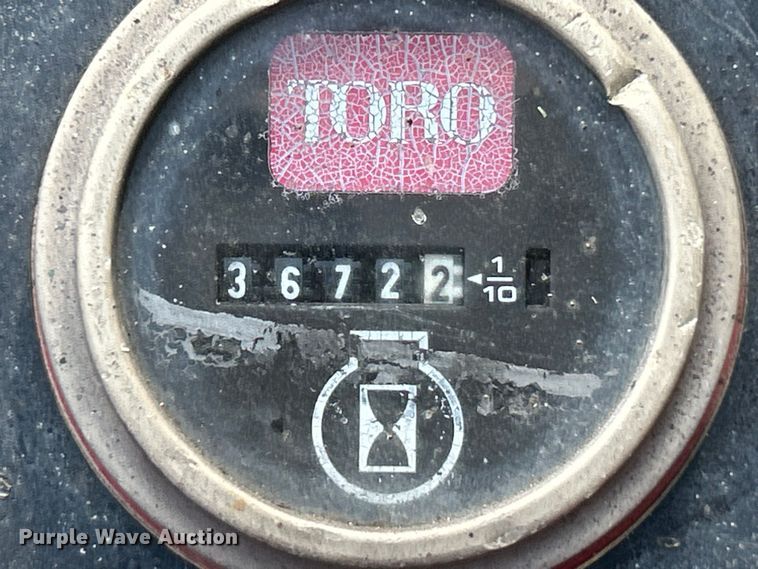 TORO
36722 1/10
Purple Wave Auction